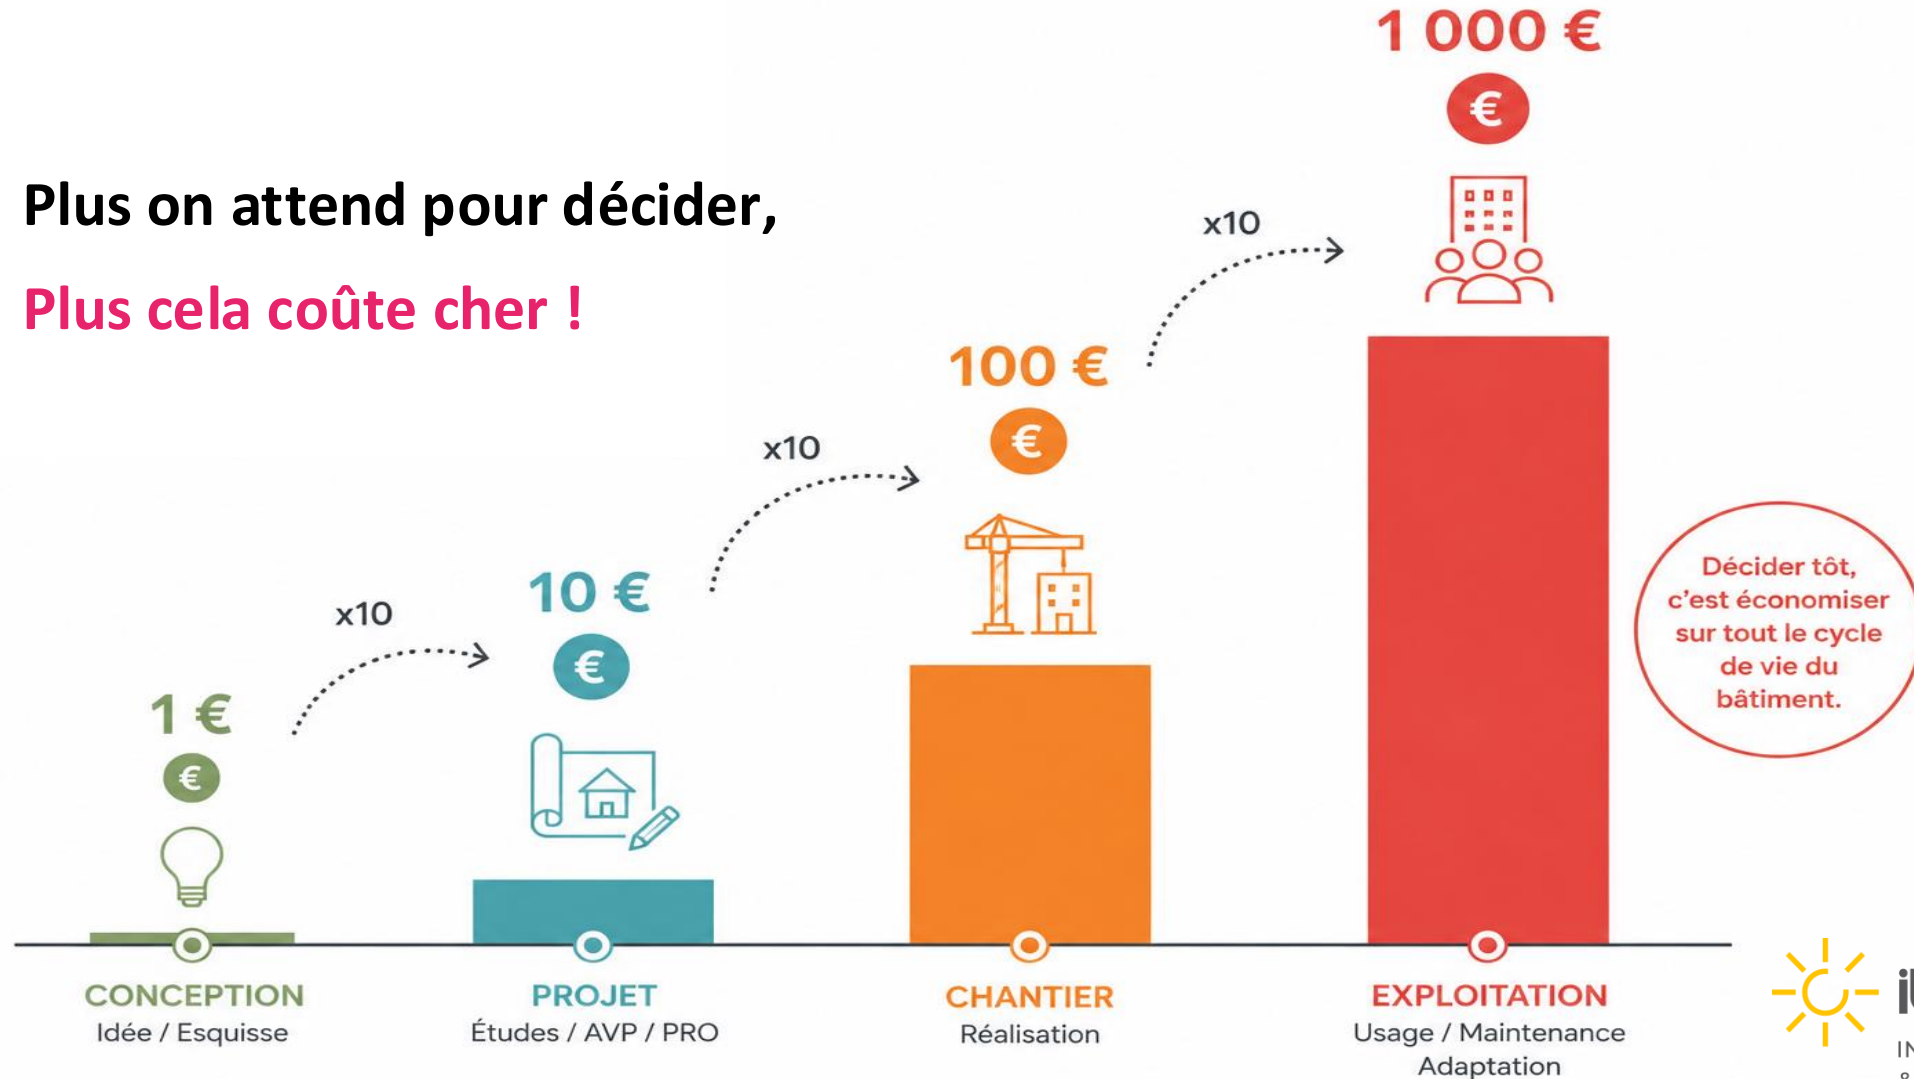 1 000 €
€
Plus on attend pour décider,
Plus cela coûte cher !
x10
100 €
€
x10
10 €
€
x10
1 €
€
Décider tôt,
c'est économiser
sur tout le cycle
de vie du
bâtiment.
CONCEPTION
Idée / Esquisse
PROJET
Études / AVP / PRO
CHANTIER
Réalisation
EXPLOITATION
Usage / Maintenance
Adaptation